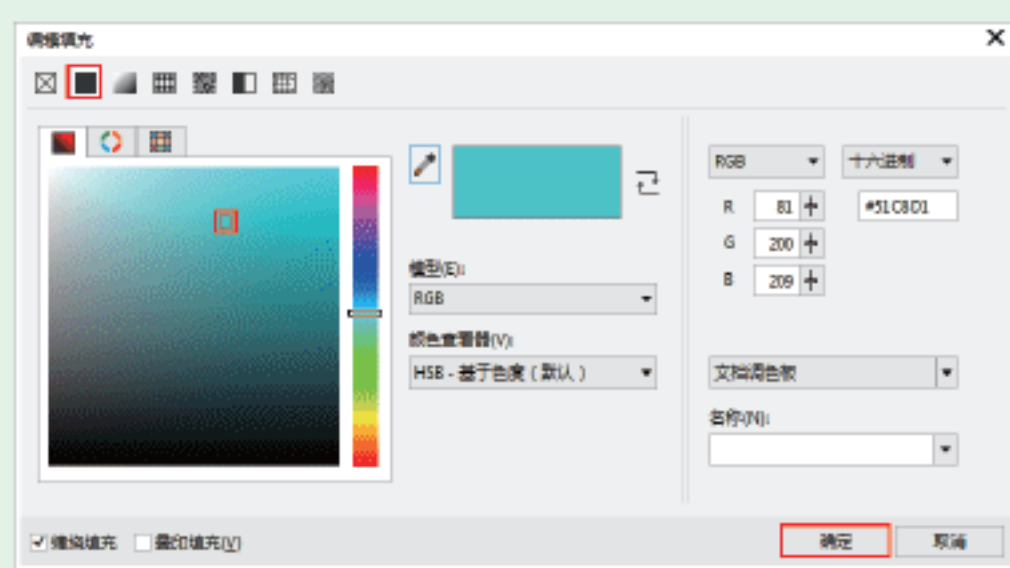 编辑填充
RGB 十六进制
R 81 #51C8D1
G 200
B 209
模型(E):
RGB
颜色查看器(V):
HSB - 基于色度（默认）
文档调色板
名称(N):
缠绕填充 叠印填充(V)
确定 取消